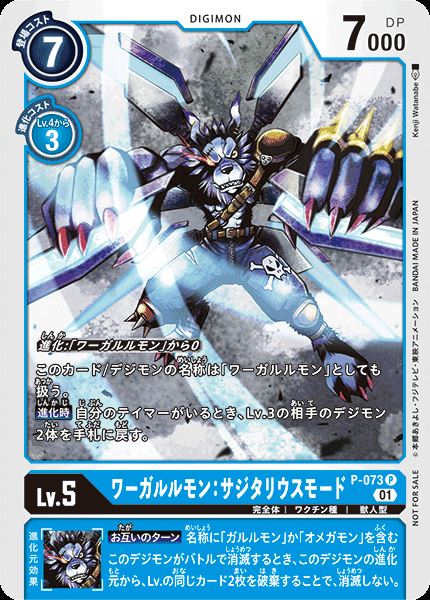 DIGIMON
登場コスト
7
7000
DP
進化コスト
Lv.4から
3
Kenji Watanabe
BANDAI MADE IN JAPAN
©本郷あきよし・フジテレビ・東映アニメーション
NOT FOR SALE
進化:「ワーガルルモン」から0
このカード/デジモンの名称は「ワーガルルモン」としても
扱う。
進化時 自分のテイマーがいるとき、Lv.3の相手のデジモン
2体を手札に戻す。
Lv.5
ワーガルルモン:サジタリウスモード
P-073 P
01
完全体 | ワクチン種 | 獣人型
進化元効果
お互いのターン 名称に「ガルルモン」か「オメガモン」を含む
このデジモンがバトルで消滅するとき、このデジモンの進化
元から、Lv.の同じカード2枚を破棄することで、消滅しない。